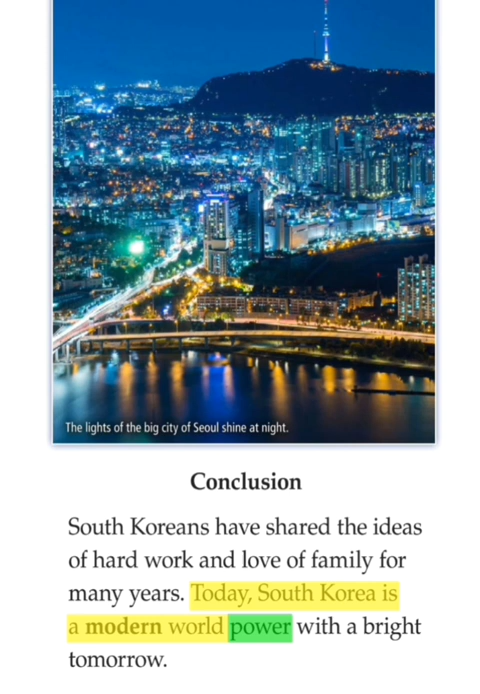 The lights of the big city of Seoul shine at night.
Conclusion
South Koreans have shared the ideas
of hard work and love of family for
many years. Today, South Korea is
a modern world power with a bright
tomorrow.